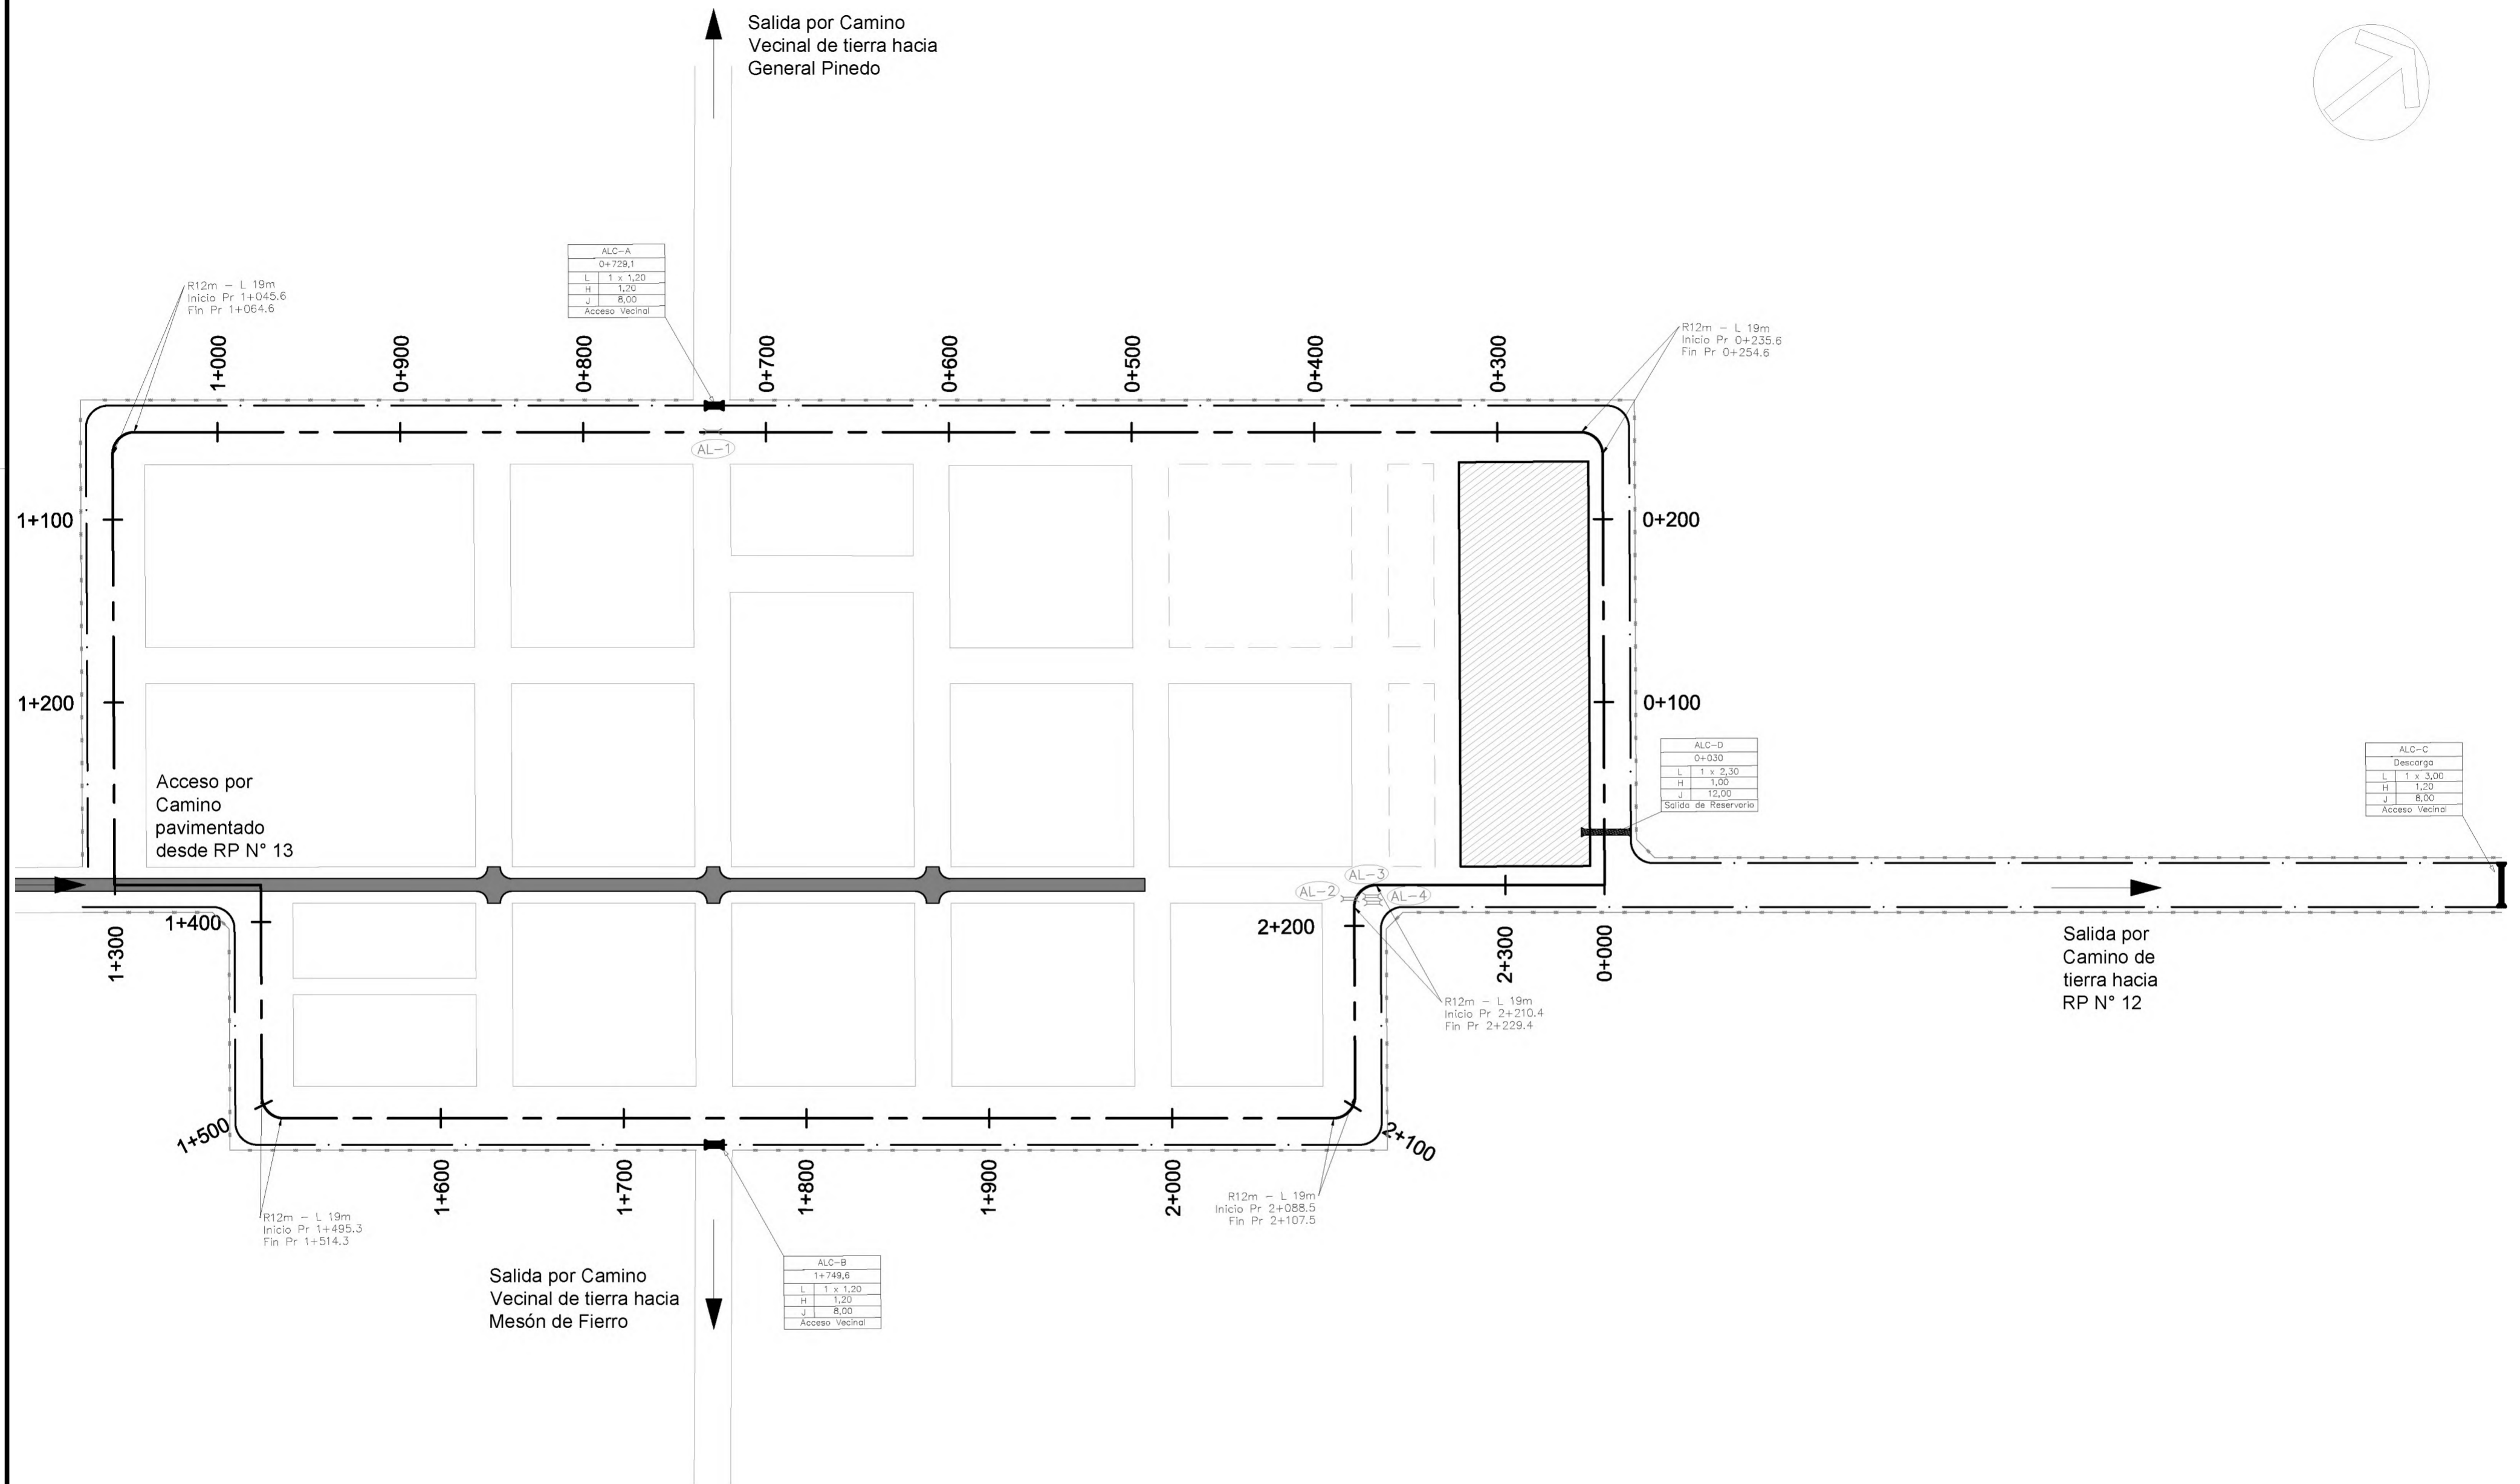 Salida por Camino
Vecinal de tierra hacia
General Pinedo
ALC-A
0+729,1
L 1 x 1,20
H 1,20
J 8,00
Acceso Vecinal
R12m - L 19m
Inicio Pr 1+045.6
Fin Pr 1+064.6
R12m - L 19m
Inicio Pr 0+235.6
Fin Pr 0+254.6
1+000
0+900
0+800
0+700
0+600
0+500
0+400
0+300
AL-1
1+100
0+200
1+200
0+100
ALC-D
0+030
L 1 x 2,30
H 1,00
J 12,00
Salida de Reservorio
ALC-C
Descarga
L 1 x 3,00
H 1,20
J 8,00
Acceso Vecinal
Acceso por
Camino
pavimentado
desde RP N° 13
AL-3
AL-2
AL-4
1+400
2+200
1+300
2+300
0+000
Salida por
Camino de
tierra hacia
RP N° 12
R12m - L 19m
Inicio Pr 2+210.4
Fin Pr 2+229.4
1+500
2+100
1+600
1+700
1+800
1+900
2+000
R12m - L 19m
Inicio Pr 1+495.3
Fin Pr 1+514.3
R12m - L 19m
Inicio Pr 2+088.5
Fin Pr 2+107.5
Salida por Camino
Vecinal de tierra hacia
Mesón de Fierro
ALC-B
1+749,6
L 1 x 1,20
H 1,20
J 8,00
Acceso Vecinal